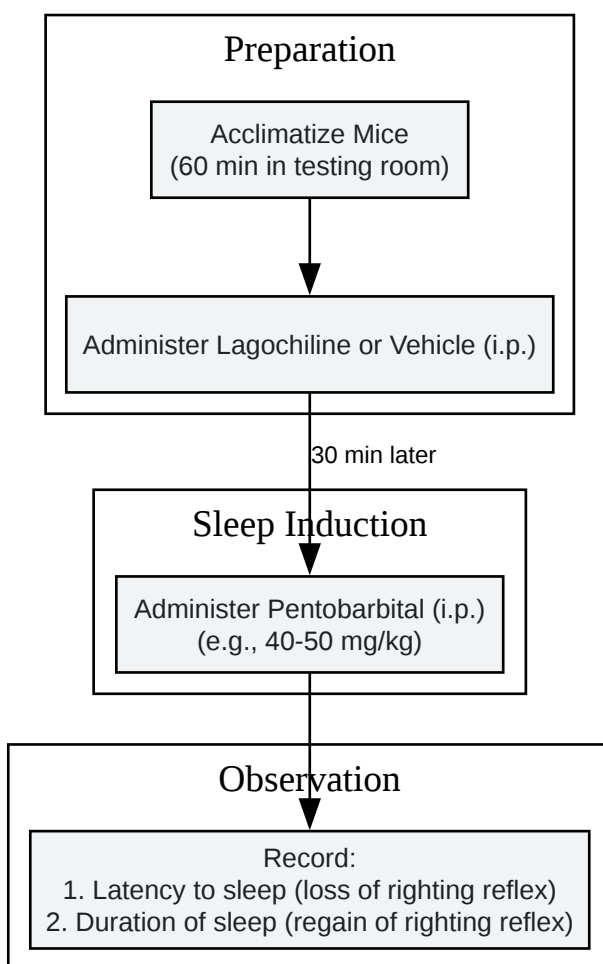 Preparation
Acclimatize Mice
(60 min in testing room)
Administer Lagochiline or Vehicle (i.p.)
30 min later
Sleep Induction
Administer Pentobarbital (i.p.)
(e.g., 40-50 mg/kg)
Observation
Record:
1. Latency to sleep (loss of righting reflex)
2. Duration of sleep (regain of righting reflex)